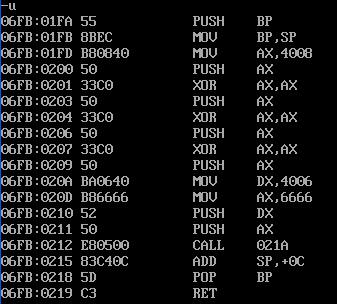 -u
06FB:01FA 55 PUSH BP
06FB:01FB 8BEC MOV BP,SP
06FB:01FD B80840 MOV AX,4008
06FB:0200 50 PUSH AX
06FB:0201 33C0 XOR AX,AX
06FB:0203 50 PUSH AX
06FB:0204 33C0 XOR AX,AX
06FB:0206 50 PUSH AX
06FB:0207 33C0 XOR AX,AX
06FB:0209 50 PUSH AX
06FB:020A BA0640 MOV DX,4006
06FB:020D B86666 MOV AX,6666
06FB:0210 52 PUSH DX
06FB:0211 50 PUSH AX
06FB:0212 E80500 CALL 021A
06FB:0215 83C40C ADD SP,+0C
06FB:0218 5D POP BP
06FB:0219 C3 RET